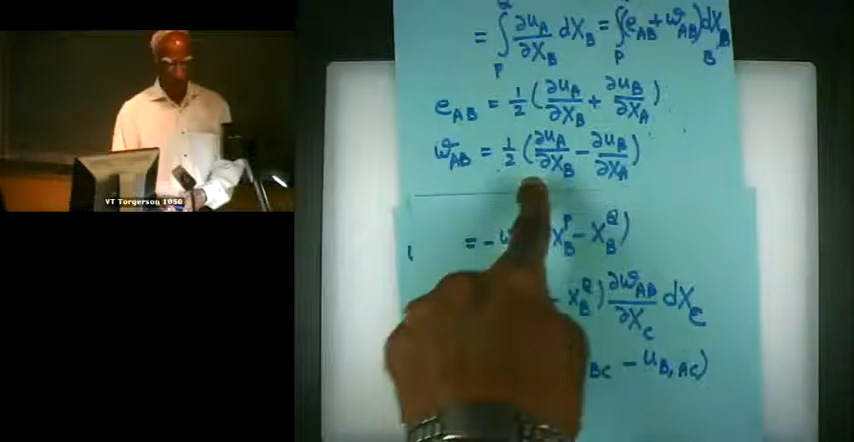 = ∫_P^Q ∂u_A/∂X_B dX_B = ∫_P (e_AB + ω_AB) dX_B
e_AB = 1/2 (∂u_A/∂X_B + ∂u_B/∂X_A)
ω_AB = 1/2 (∂u_A/∂X_B − ∂u_B/∂X_A)
= − X_B^P − X_B^Q)
X_B^Q) ∂ω_AB/∂X_C dX_C
BC − u_B,AC)
VT Torgerson 1050